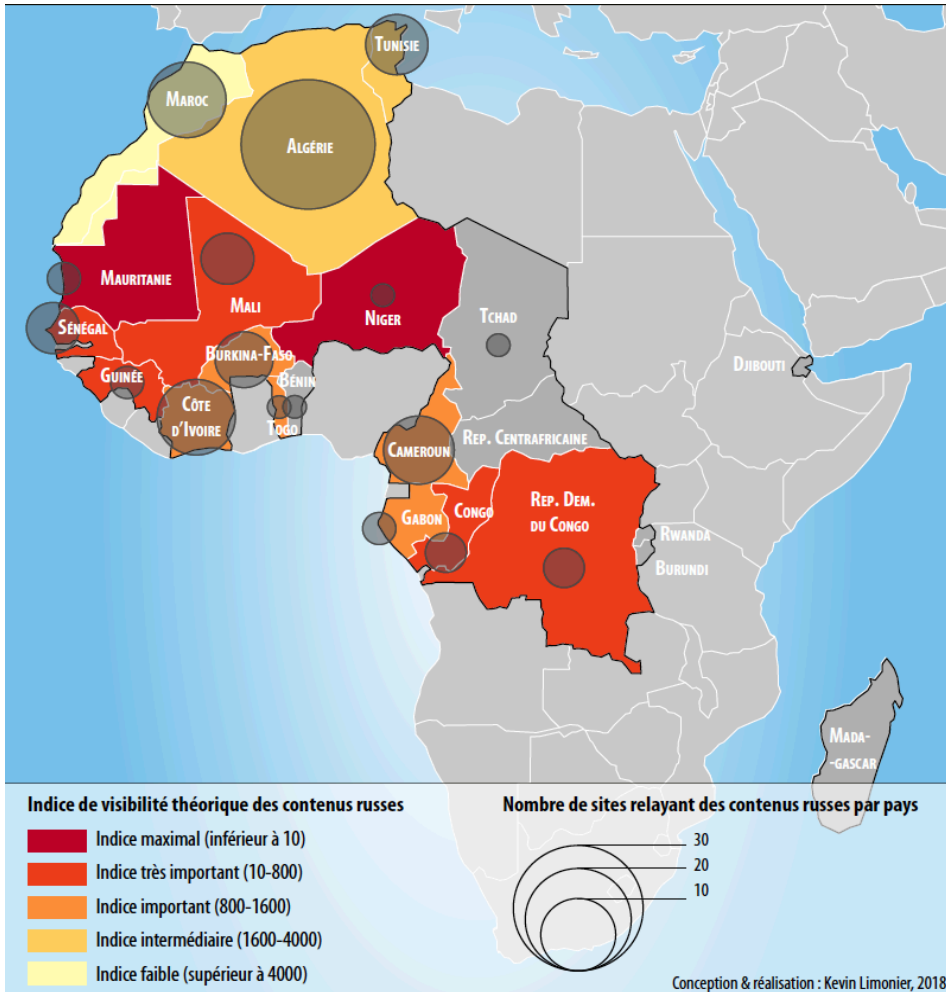 Tunisie
Maroc
Algérie
Mauritanie
Mali
Niger
Tchad
Sénégal
Burkina-Faso
Djibouti
Guinée
Bénin
Côte
d'Ivoire
Togo
Cameroun
Rep. Centrafricaine
Gabon
Congo
Rep. Dem.
du Congo
Rwanda
Burundi
Mada-
-gascar
Indice de visibilité théorique des contenus russes
Indice maximal (inférieur à 10)
Indice très important (10-800)
Indice important (800-1600)
Indice intermédiaire (1600-4000)
Indice faible (supérieur à 4000)
Nombre de sites relayant des contenus russes par pays
30
20
10
Conception & réalisation : Kevin Limonier, 2018